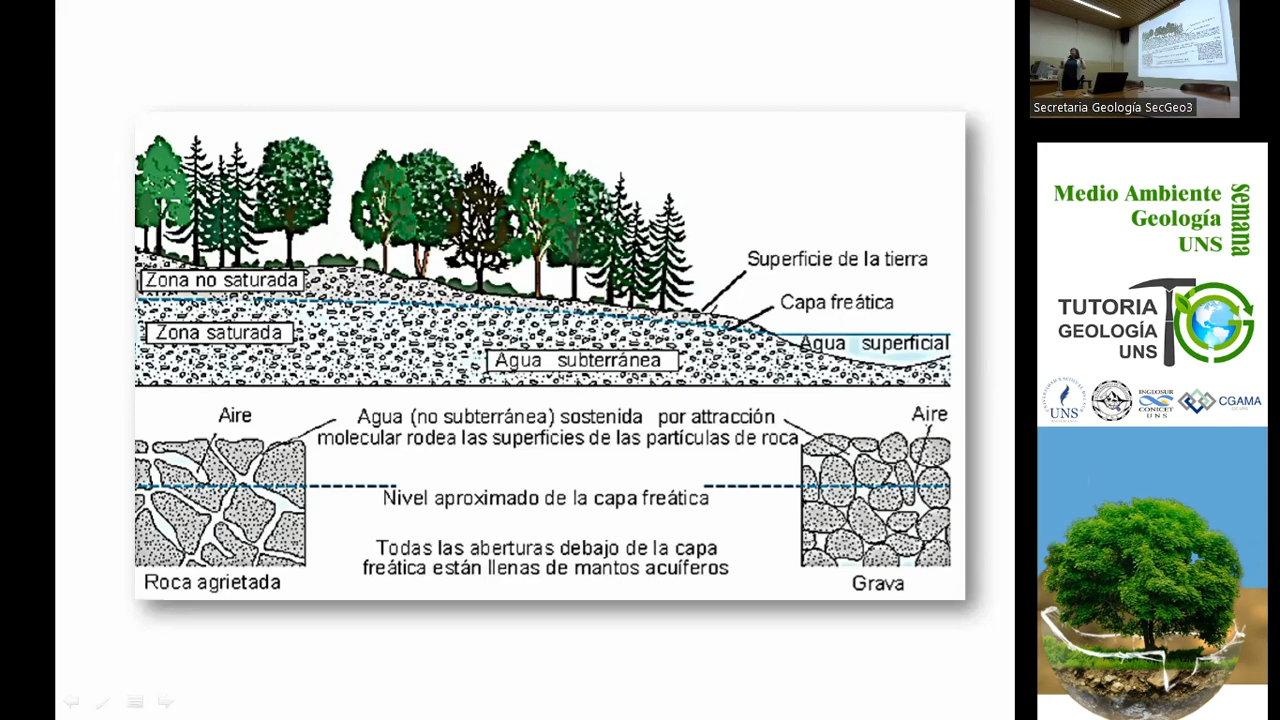 Superficie de la tierra
Zona no saturada
Capa freática
Zona saturada
Agua superficial
Agua subterránea
Aire
Agua (no subterránea) sostenida por atracción
molecular rodea las superficies de las partículas de roca
Aire
Nivel aproximado de la capa freática
Todas las aberturas debajo de la capa
freática están llenas de mantos acuíferos
Roca agrietada
Grava
Secretaria Geología SecGeo3
Medio Ambiente
Geología
UNS
semana
TUTORIA
GEOLOGÍA
UNS
UNS
INGEOSUR
CONICET
UNS
CGAMA